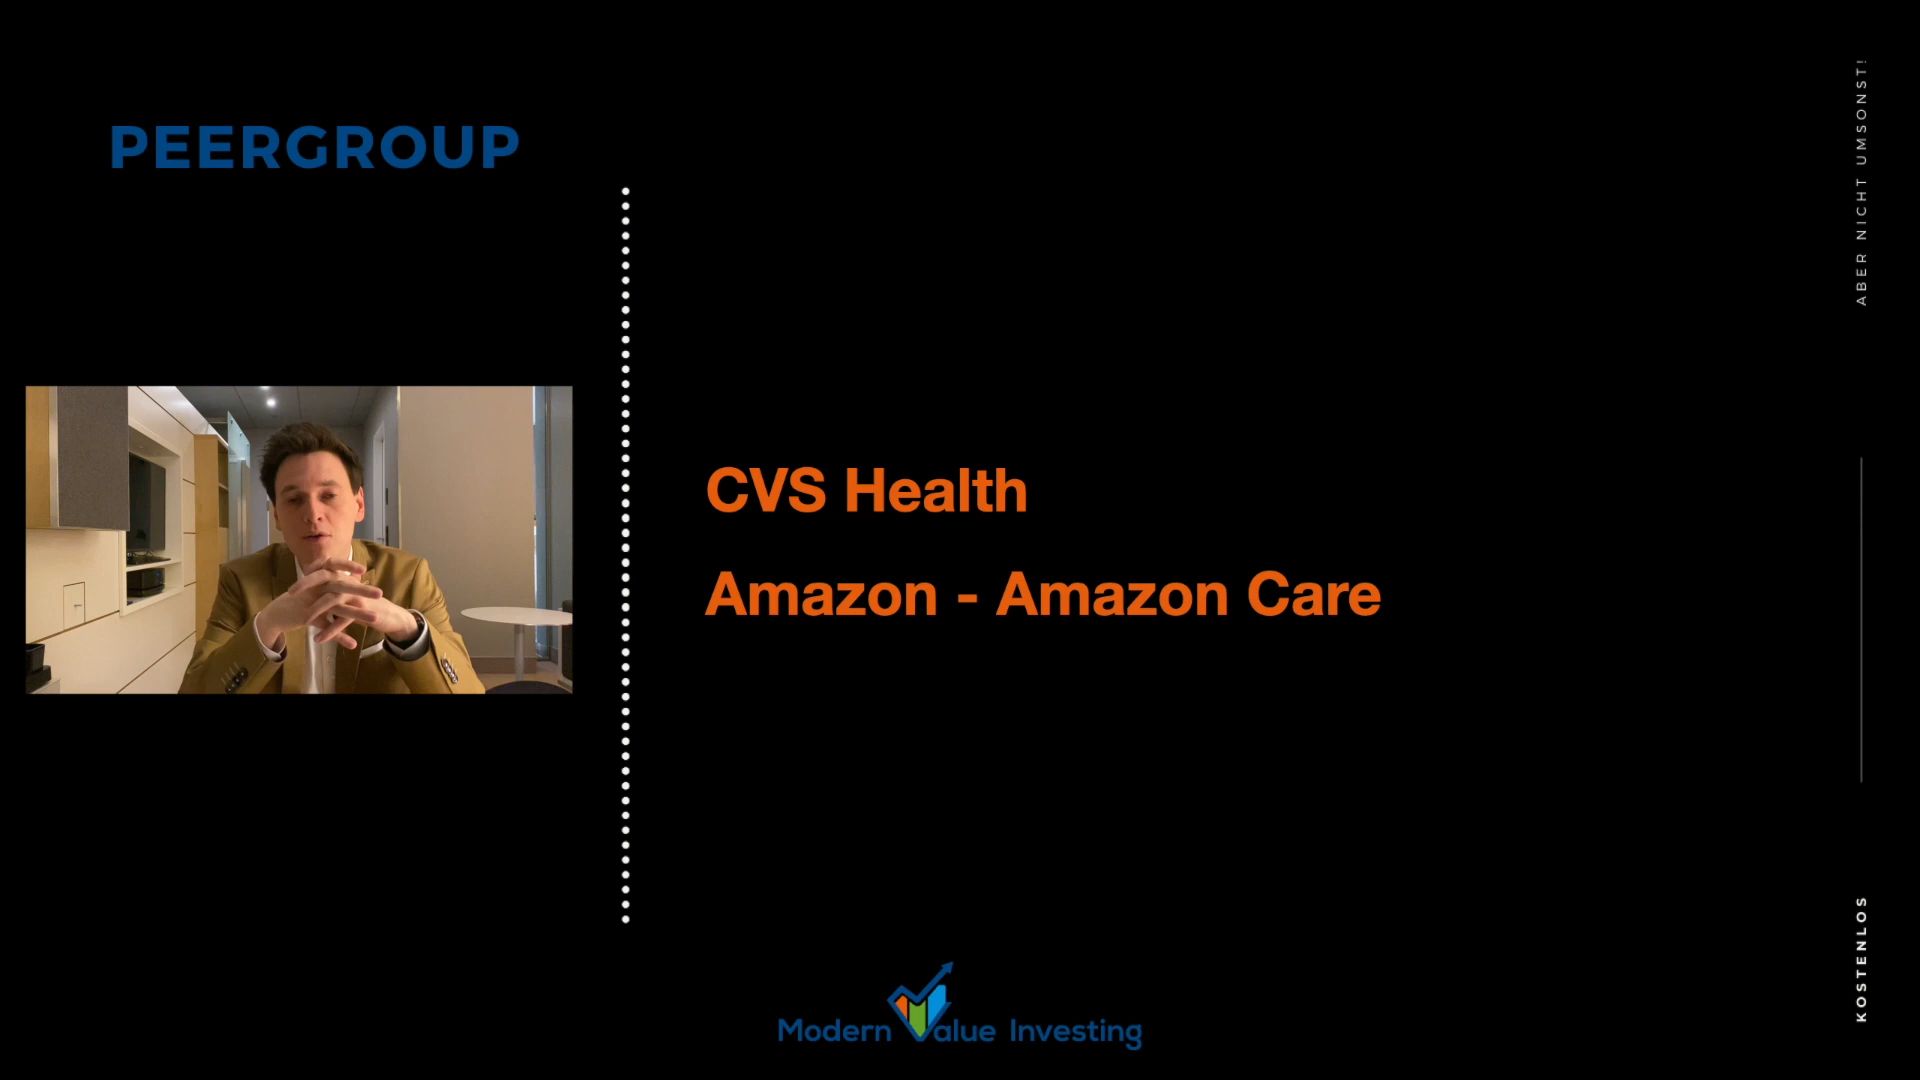 PEERGROUP
CVS Health
Amazon - Amazon Care
Modern Value Investing
ABER NICHT UMSONST!
KOSTENLOS